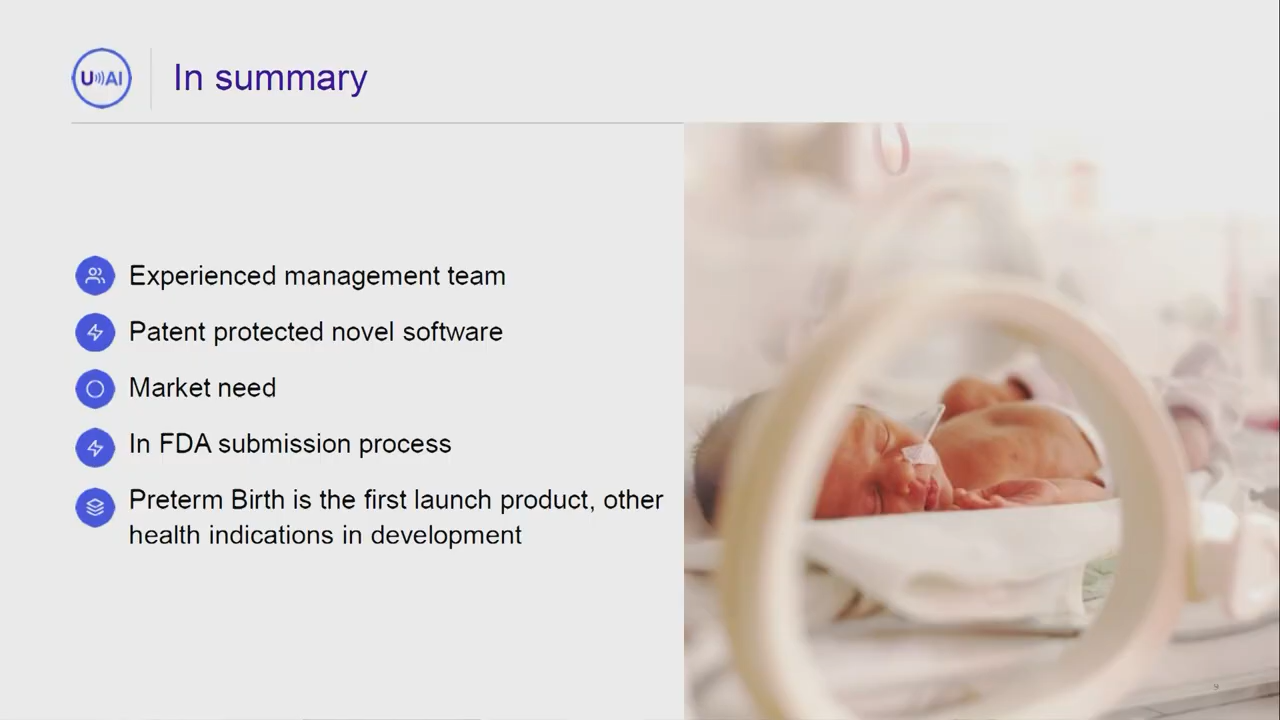 U AI
In summary
Experienced management team
Patent protected novel software
Market need
In FDA submission process
Preterm Birth is the first launch product, other
health indications in development